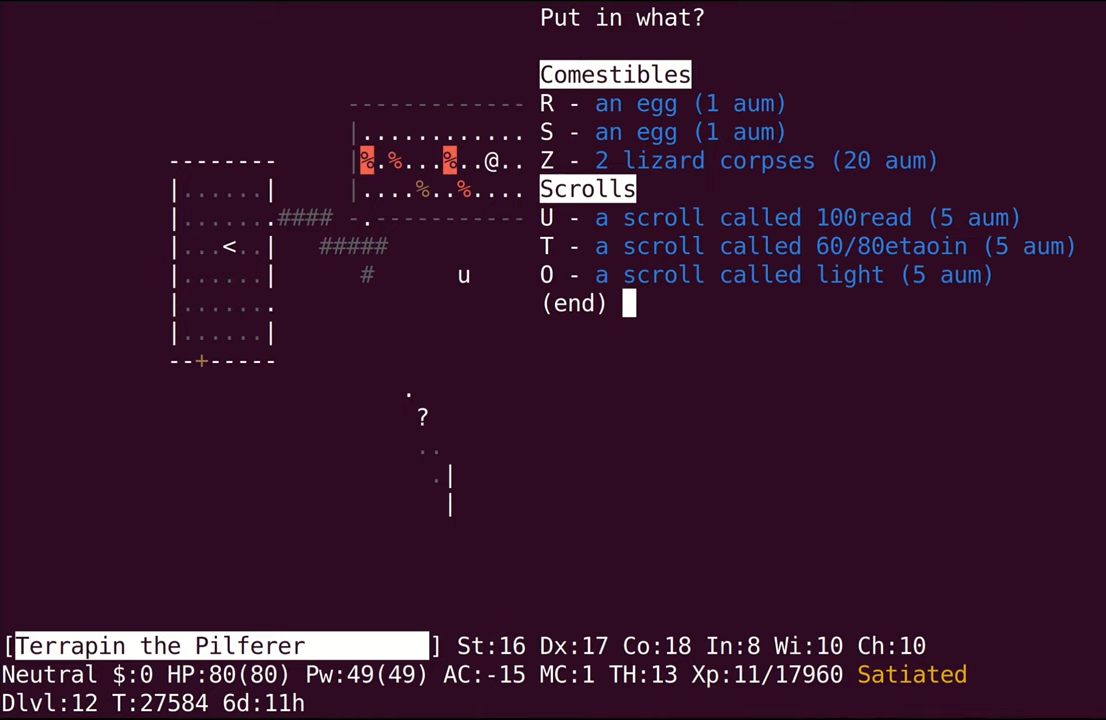 Put in what?
Comestibles
------------- R - an egg (1 aum)
|............ S - an egg (1 aum)
-------- |%.%...%..@.. Z - 2 lizard corpses (20 aum)
|......| |....%..%.... Scrolls
|.......#### -.----------- U - a scroll called 100read (5 aum)
|...<..| ##### T - a scroll called 60/80etaoin (5 aum)
|......| # u O - a scroll called light (5 aum)
|....... (end)
|......|
--+-----
.
?
..
.|
|
[Terrapin the Pilferer ] St:16 Dx:17 Co:18 In:8 Wi:10 Ch:10
Neutral $:0 HP:80(80) Pw:49(49) AC:-15 MC:1 TH:13 Xp:11/17960 Satiated
Dlvl:12 T:27584 6d:11h